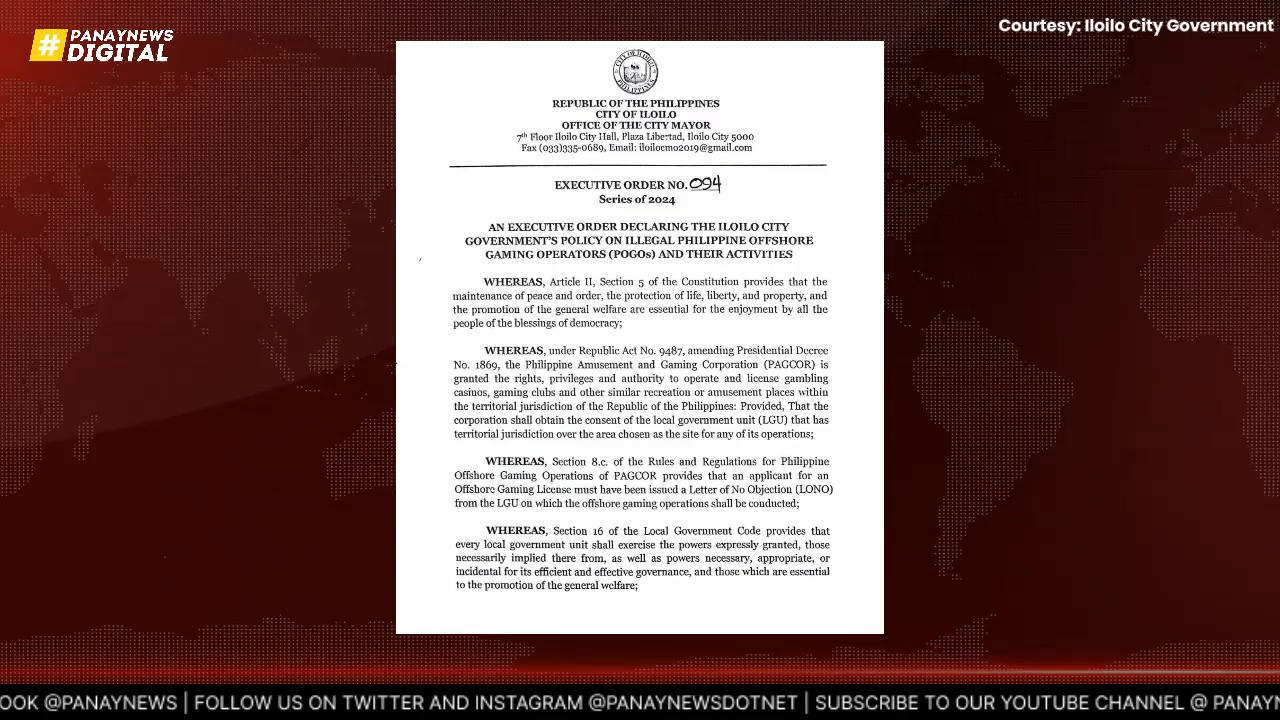 # PANAYNEWS
DIGITAL
Courtesy: Iloilo City Government
CITY OF ILOILO
PHILIPPINES
REPUBLIC OF THE PHILIPPINES
CITY OF ILOILO
OFFICE OF THE CITY MAYOR
7th Floor Iloilo City Hall, Plaza Libertad, Iloilo City 5000
Fax (033)335-0689, Email: iloilocmo2019@gmail.com
EXECUTIVE ORDER NO. 094
Series of 2024
AN EXECUTIVE ORDER DECLARING THE ILOILO CITY
GOVERNMENT'S POLICY ON ILLEGAL PHILIPPINE OFFSHORE
GAMING OPERATORS (POGOs) AND THEIR ACTIVITIES
WHEREAS, Article II, Section 5 of the Constitution provides that the
maintenance of peace and order, the protection of life, liberty, and property, and
the promotion of the general welfare are essential for the enjoyment by all the
people of the blessings of democracy;
WHEREAS, under Republic Act No. 9487, amending Presidential Decree
No. 1869, the Philippine Amusement and Gaming Corporation (PAGCOR) is
granted the rights, privileges and authority to operate and license gambling
casinos, gaming clubs and other similar recreation or amusement places within
the territorial jurisdiction of the Republic of the Philippines: Provided, That the
corporation shall obtain the consent of the local government unit (LGU) that has
territorial jurisdiction over the area chosen as the site for any of its operations;
WHEREAS, Section 8.c. of the Rules and Regulations for Philippine
Offshore Gaming Operations of PAGCOR provides that an applicant for an
Offshore Gaming License must have been issued a Letter of No Objection (LONO)
from the LGU on which the offshore gaming operations shall be conducted;
WHEREAS, Section 16 of the Local Government Code provides that
every local government unit shall exercise the powers expressly granted, those
necessarily implied there from, as well as powers necessary, appropriate, or
incidental for its efficient and effective governance, and those which are essential
to the promotion of the general welfare;
OOK @PANAYNEWS | FOLLOW US ON TWITTER AND INSTAGRAM @PANAYNEWSDOTNET | SUBSCRIBE TO OUR YOUTUBE CHANNEL @ PANAY